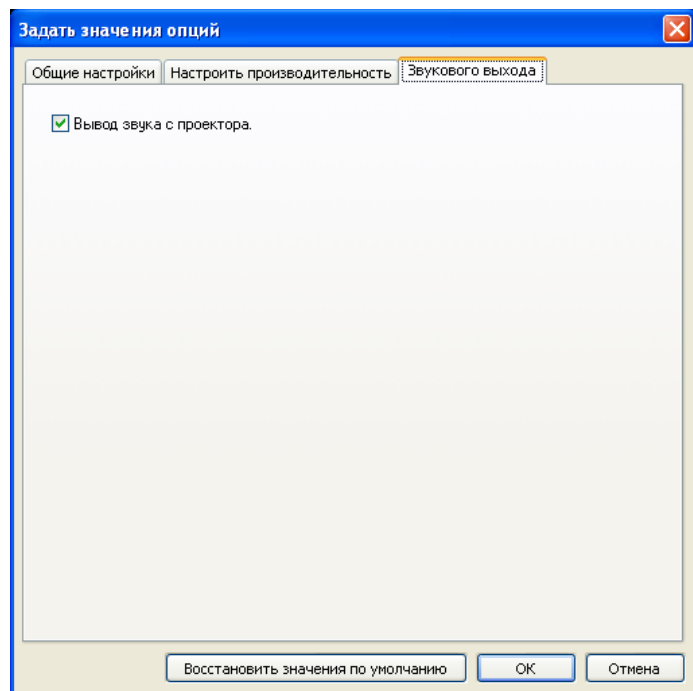 Задать значения опций
Общие настройки Настроить производительность Звукового выхода
Вывод звука с проектора.
Восстановить значения по умолчанию OK Отмена